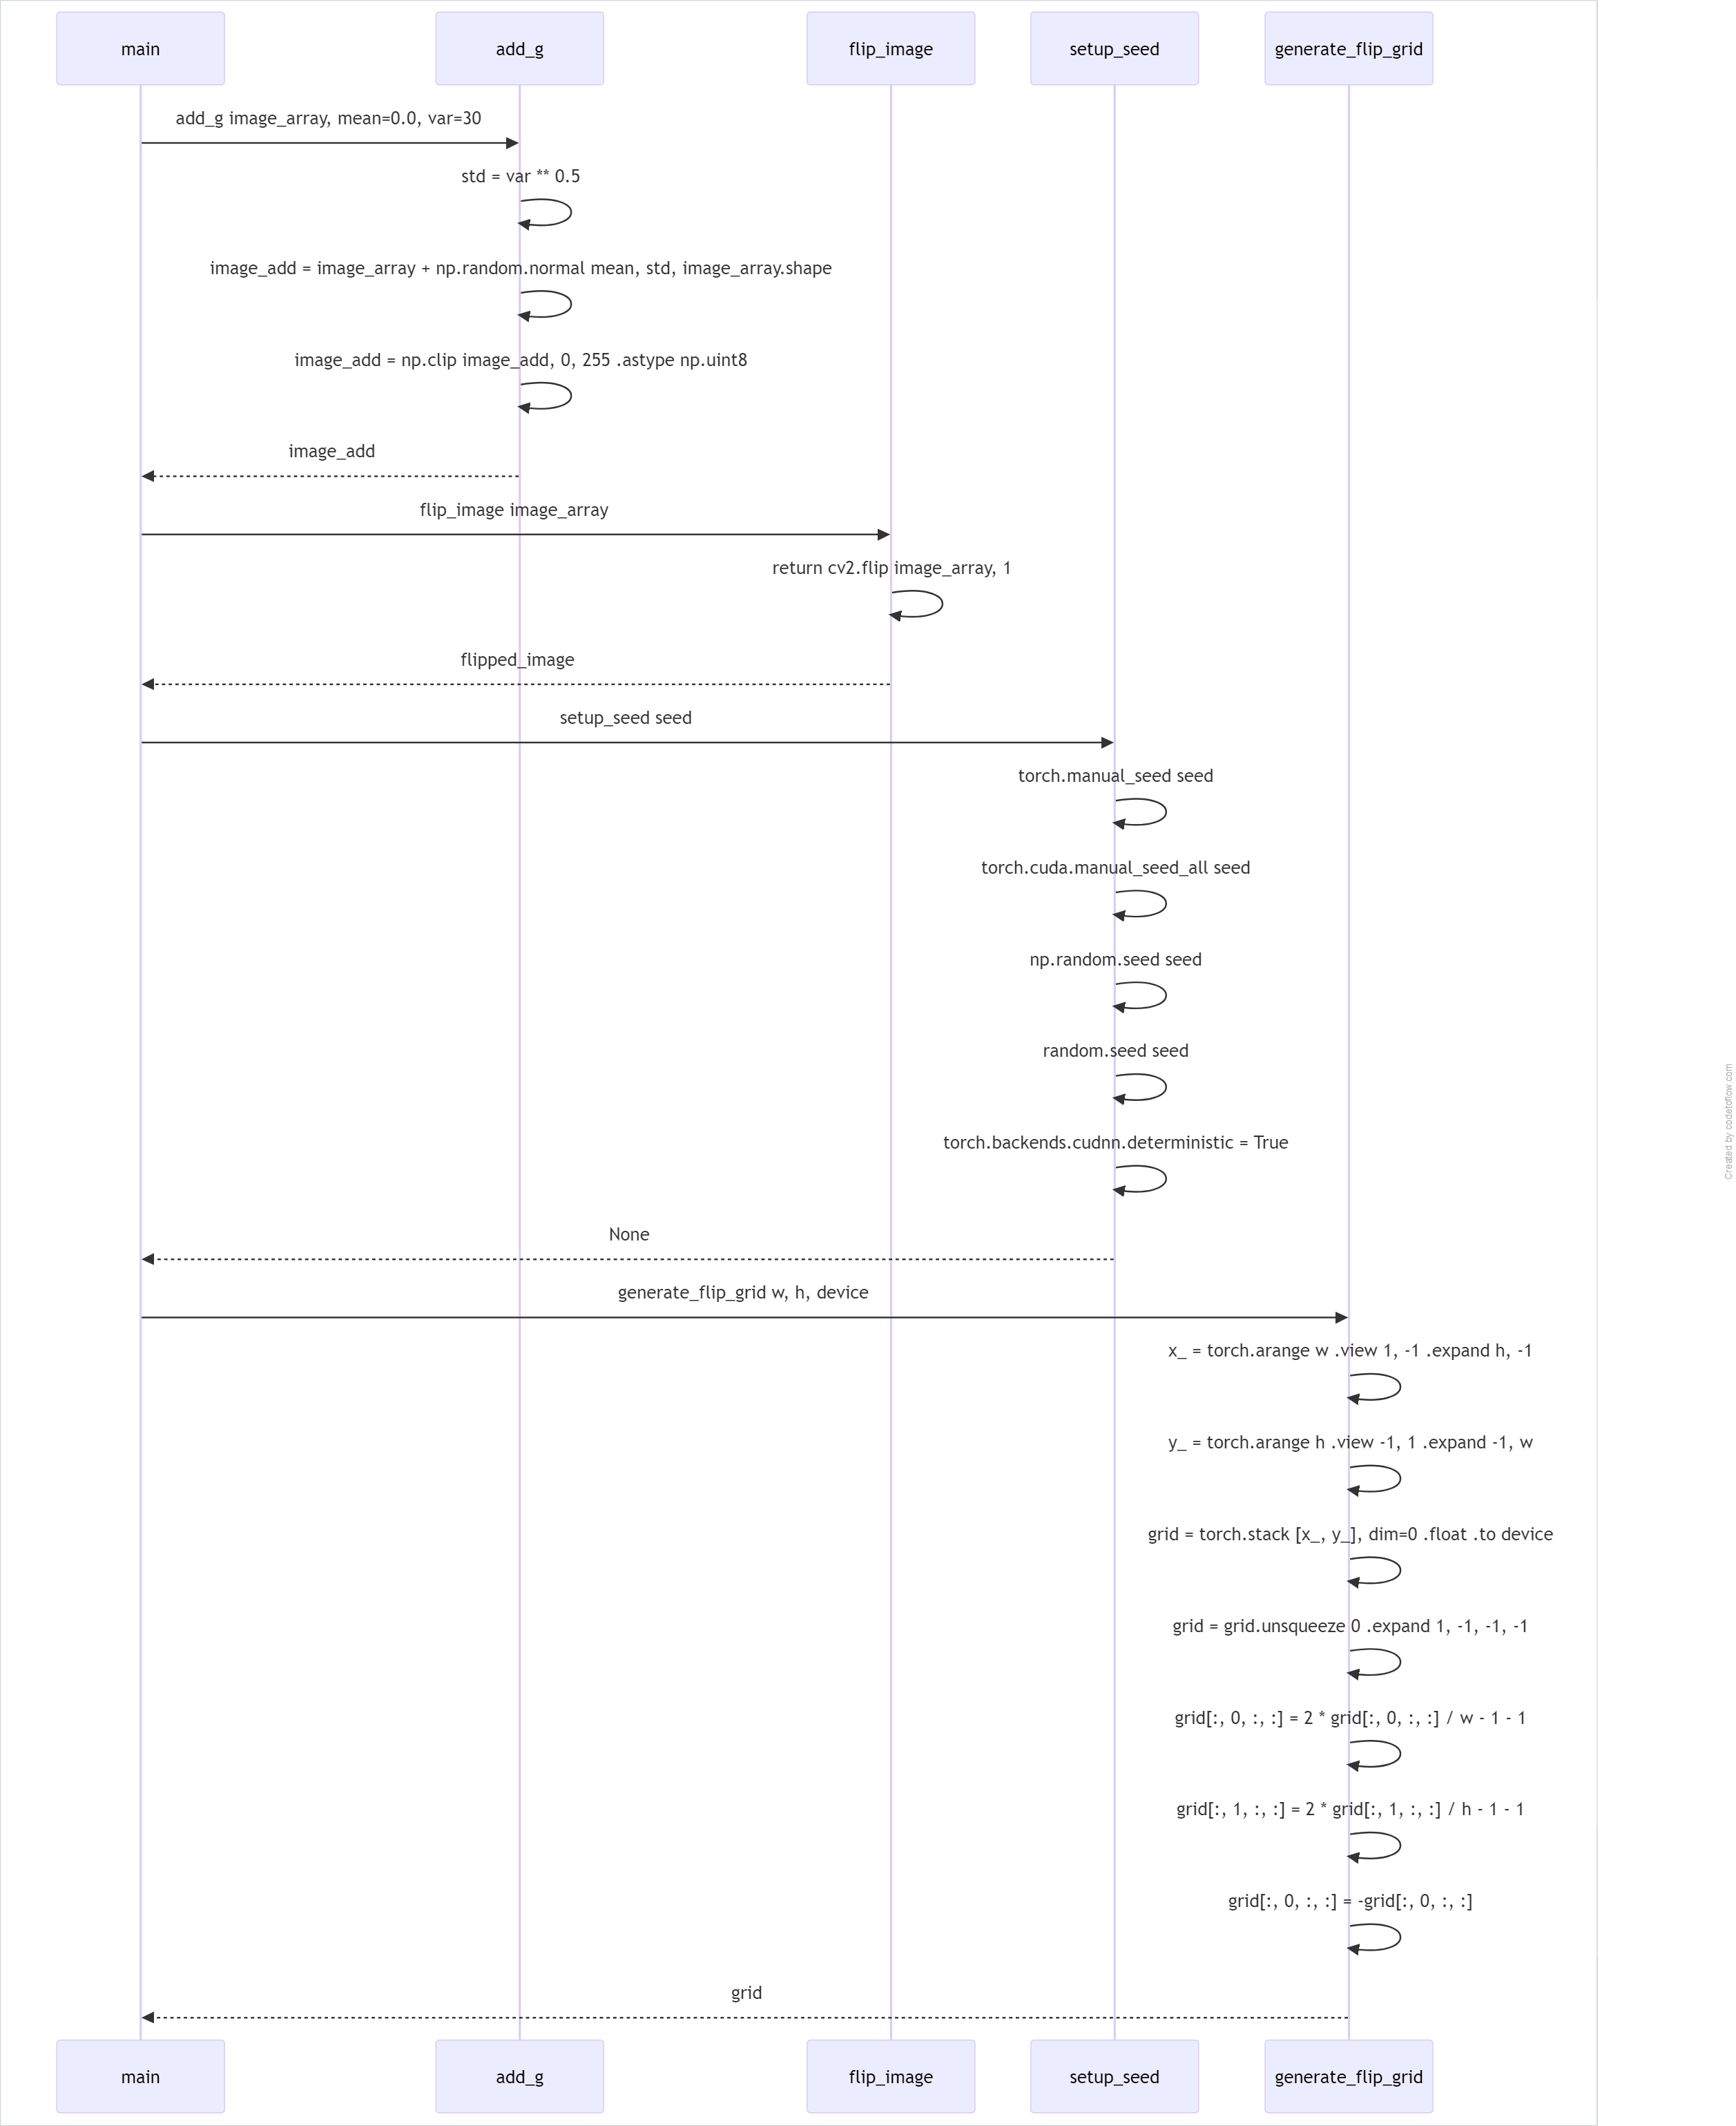 main
add_g
flip_image
setup_seed
generate_flip_grid
add_g image_array, mean=0.0, var=30
std = var ** 0.5
image_add = image_array + np.random.normal mean, std, image_array.shape
image_add = np.clip image_add, 0, 255 .astype np.uint8
image_add
flip_image image_array
return cv2.flip image_array, 1
flipped_image
setup_seed seed
torch.manual_seed seed
torch.cuda.manual_seed_all seed
np.random.seed seed
random.seed seed
torch.backends.cudnn.deterministic = True
None
generate_flip_grid w, h, device
x_ = torch.arange w .view 1, -1 .expand h, -1
y_ = torch.arange h .view -1, 1 .expand -1, w
grid = torch.stack [x_, y_], dim=0 .float .to device
grid = grid.unsqueeze 0 .expand 1, -1, -1, -1
grid[:, 0, :, :] = 2 * grid[:, 0, :, :] / w - 1 - 1
grid[:, 1, :, :] = 2 * grid[:, 1, :, :] / h - 1 - 1
grid[:, 0, :, :] = -grid[:, 0, :, :]
grid
main
add_g
flip_image
setup_seed
generate_flip_grid
Created by codetoflow.com